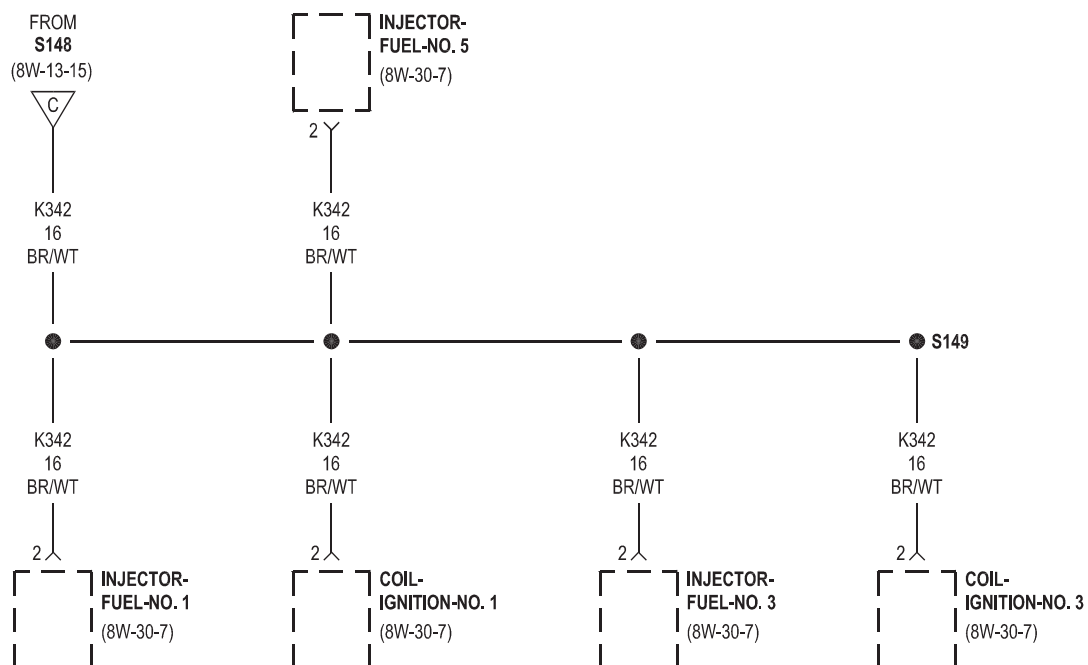 FROM
S148
(8W-13-15)
C
INJECTOR-
FUEL-NO. 5
(8W-30-7)
2
K342
16
BR/WT
K342
16
BR/WT
S149
K342
16
BR/WT
K342
16
BR/WT
K342
16
BR/WT
K342
16
BR/WT
2
INJECTOR-
FUEL-NO. 1
(8W-30-7)
2
COIL-
IGNITION-NO. 1
(8W-30-7)
2
INJECTOR-
FUEL-NO. 3
(8W-30-7)
2
COIL-
IGNITION-NO. 3
(8W-30-7)